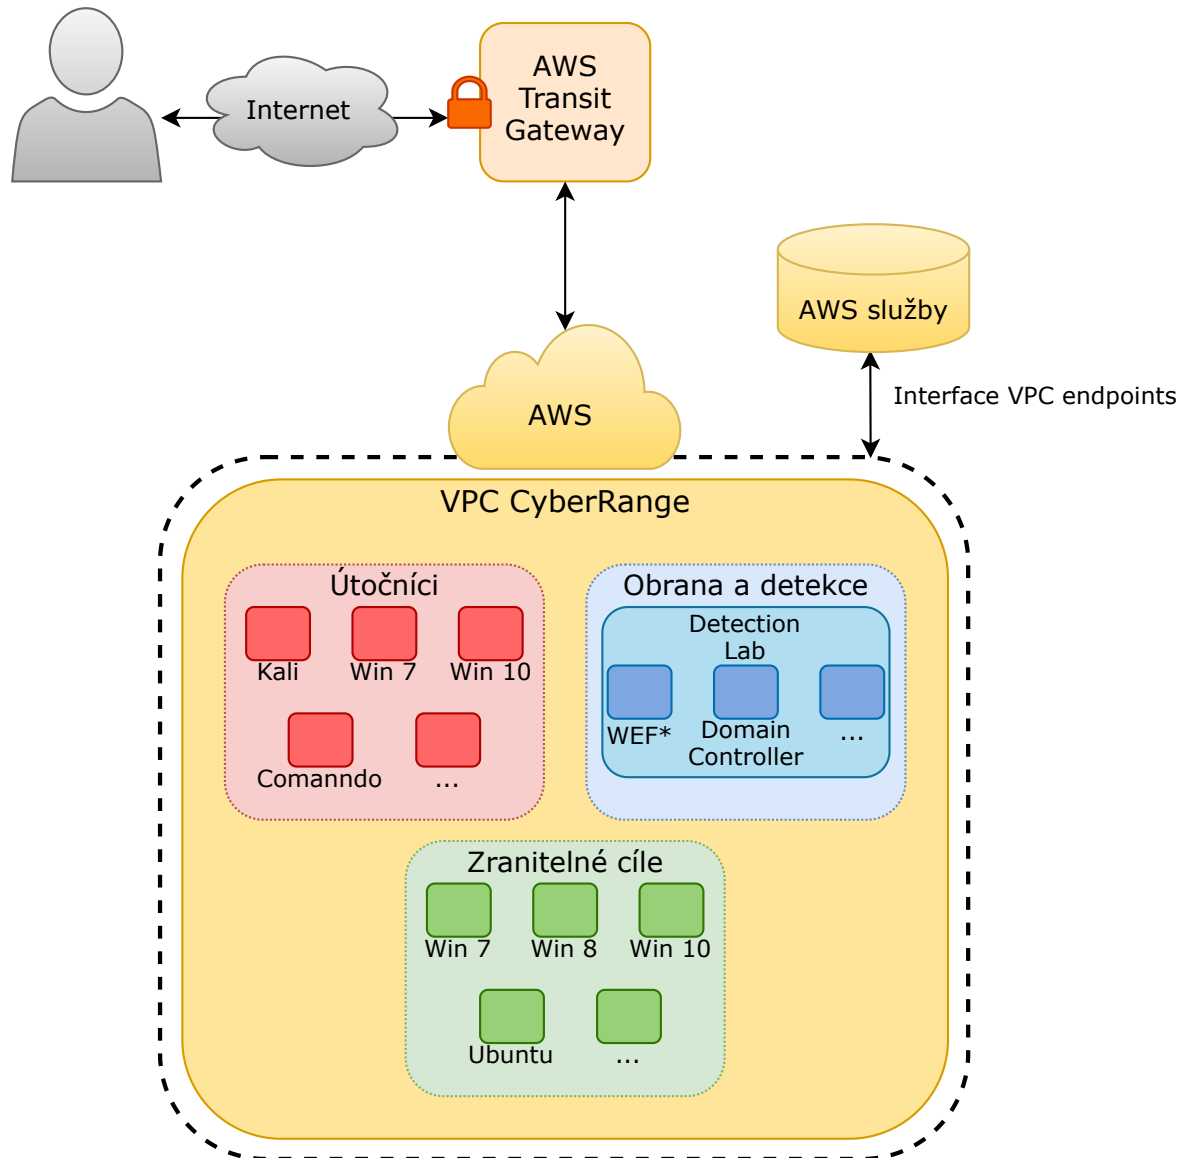 Internet
AWS
Transit
Gateway
AWS služby
Interface VPC endpoints
AWS
VPC CyberRange
Útočníci
Kali
Win 7
Win 10
Comanndo
...
Obrana a detekce
Detection
Lab
WEF*
Domain
Controller
...
Zranitelné cíle
Win 7
Win 8
Win 10
Ubuntu
...